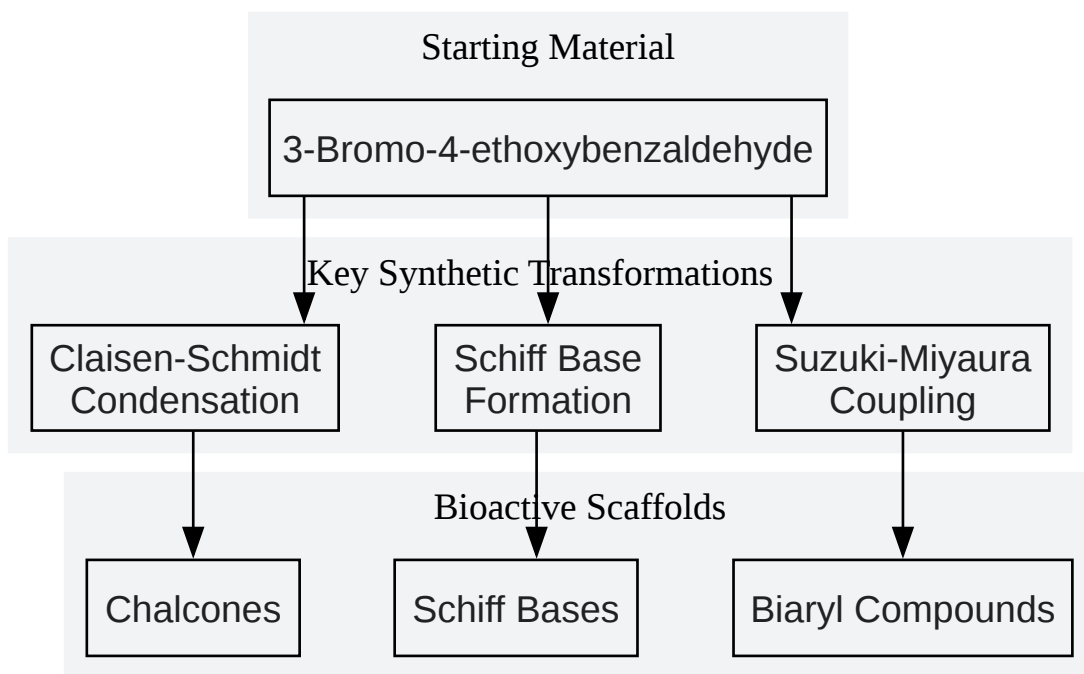 Starting Material
3-Bromo-4-ethoxybenzaldehyde
Key Synthetic Transformations
Claisen-Schmidt
Condensation
Schiff Base
Formation
Suzuki-Miyaura
Coupling
Bioactive Scaffolds
Chalcones
Schiff Bases
Biaryl Compounds